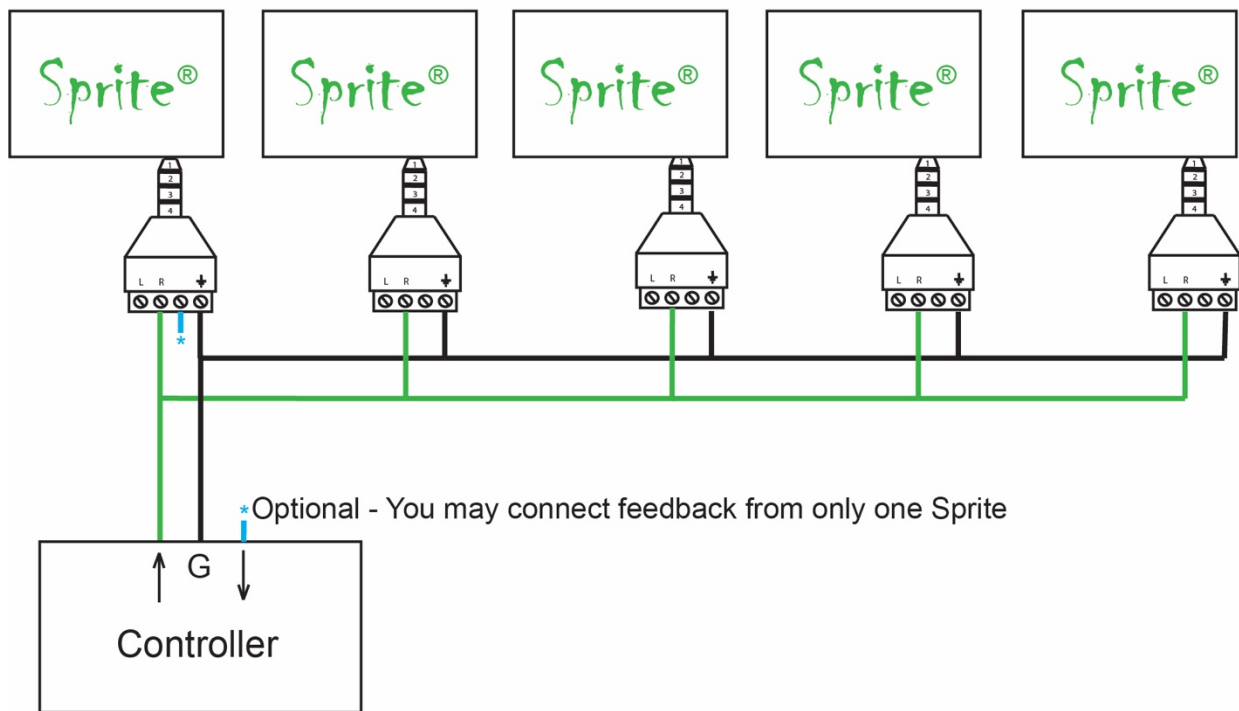 Sprite® Sprite® Sprite® Sprite® Sprite®
1 1 1 1 1
2 2 2 2 2
3 3 3 3 3
4 4 4 4 4
L R L R L R L R L R
*
*Optional - You may connect feedback from only one Sprite
G
Controller